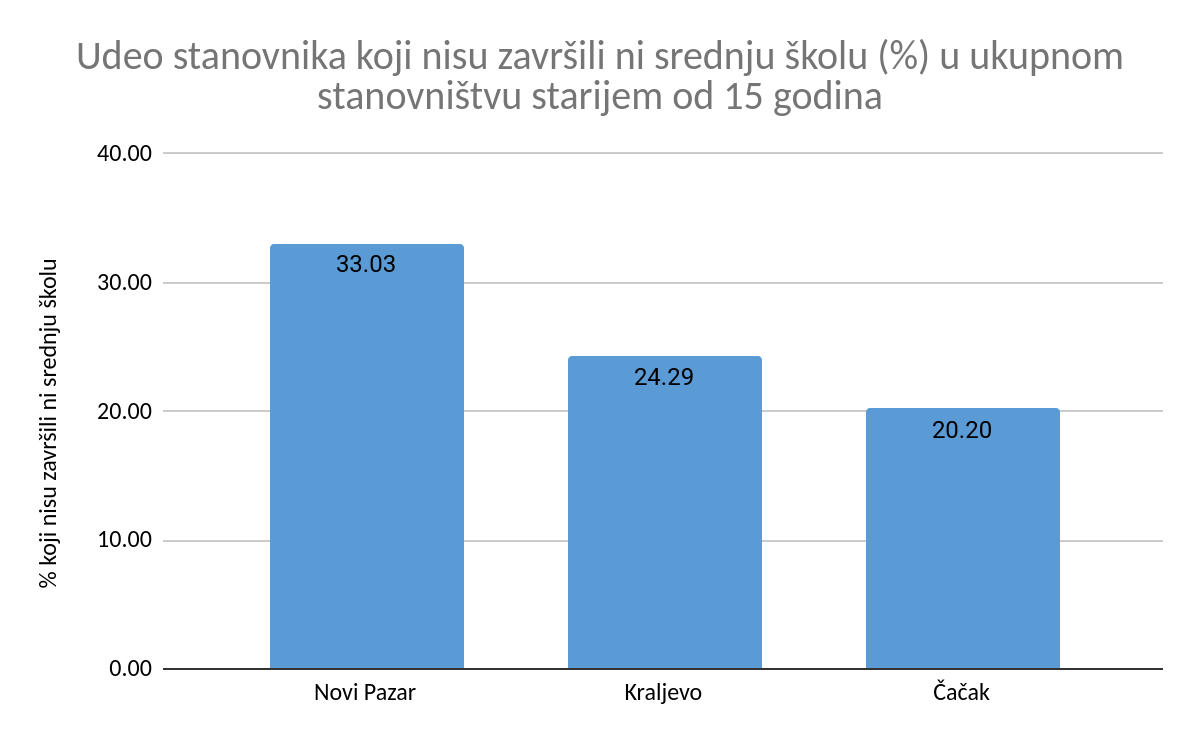 Udeo stanovnika koji nisu završili ni srednju školu (%) u ukupnom
stanovništvu starijem od 15 godina
% koji nisu završili ni srednju školu
40.00
30.00
20.00
10.00
0.00
33.03
24.29
20.20
Novi Pazar
Kraljevo
Čačak